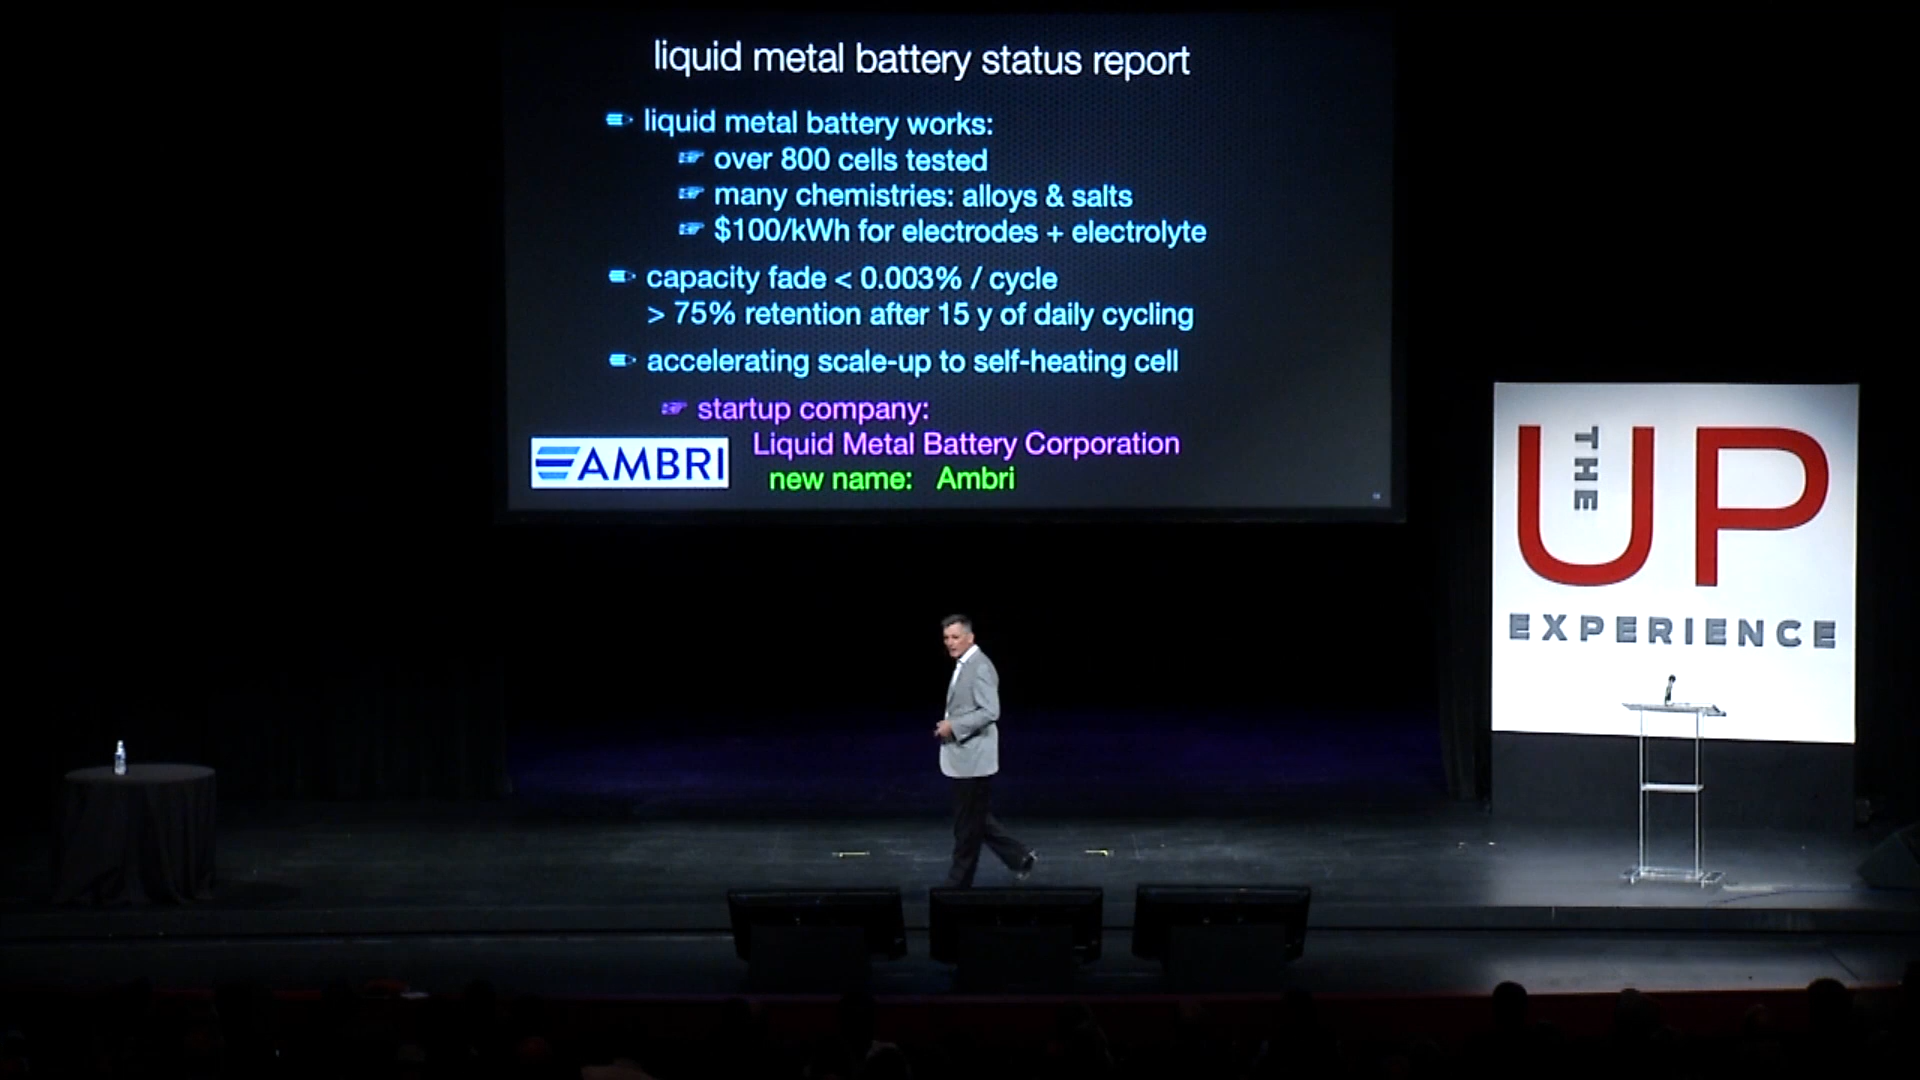 liquid metal battery status report
liquid metal battery works:
over 800 cells tested
many chemistries: alloys & salts
$100/kWh for electrodes + electrolyte
capacity fade < 0.003% / cycle
> 75% retention after 15 y of daily cycling
accelerating scale-up to self-heating cell
startup company:
Liquid Metal Battery Corporation
new name: Ambri
AMBRI
THE
UP
EXPERIENCE